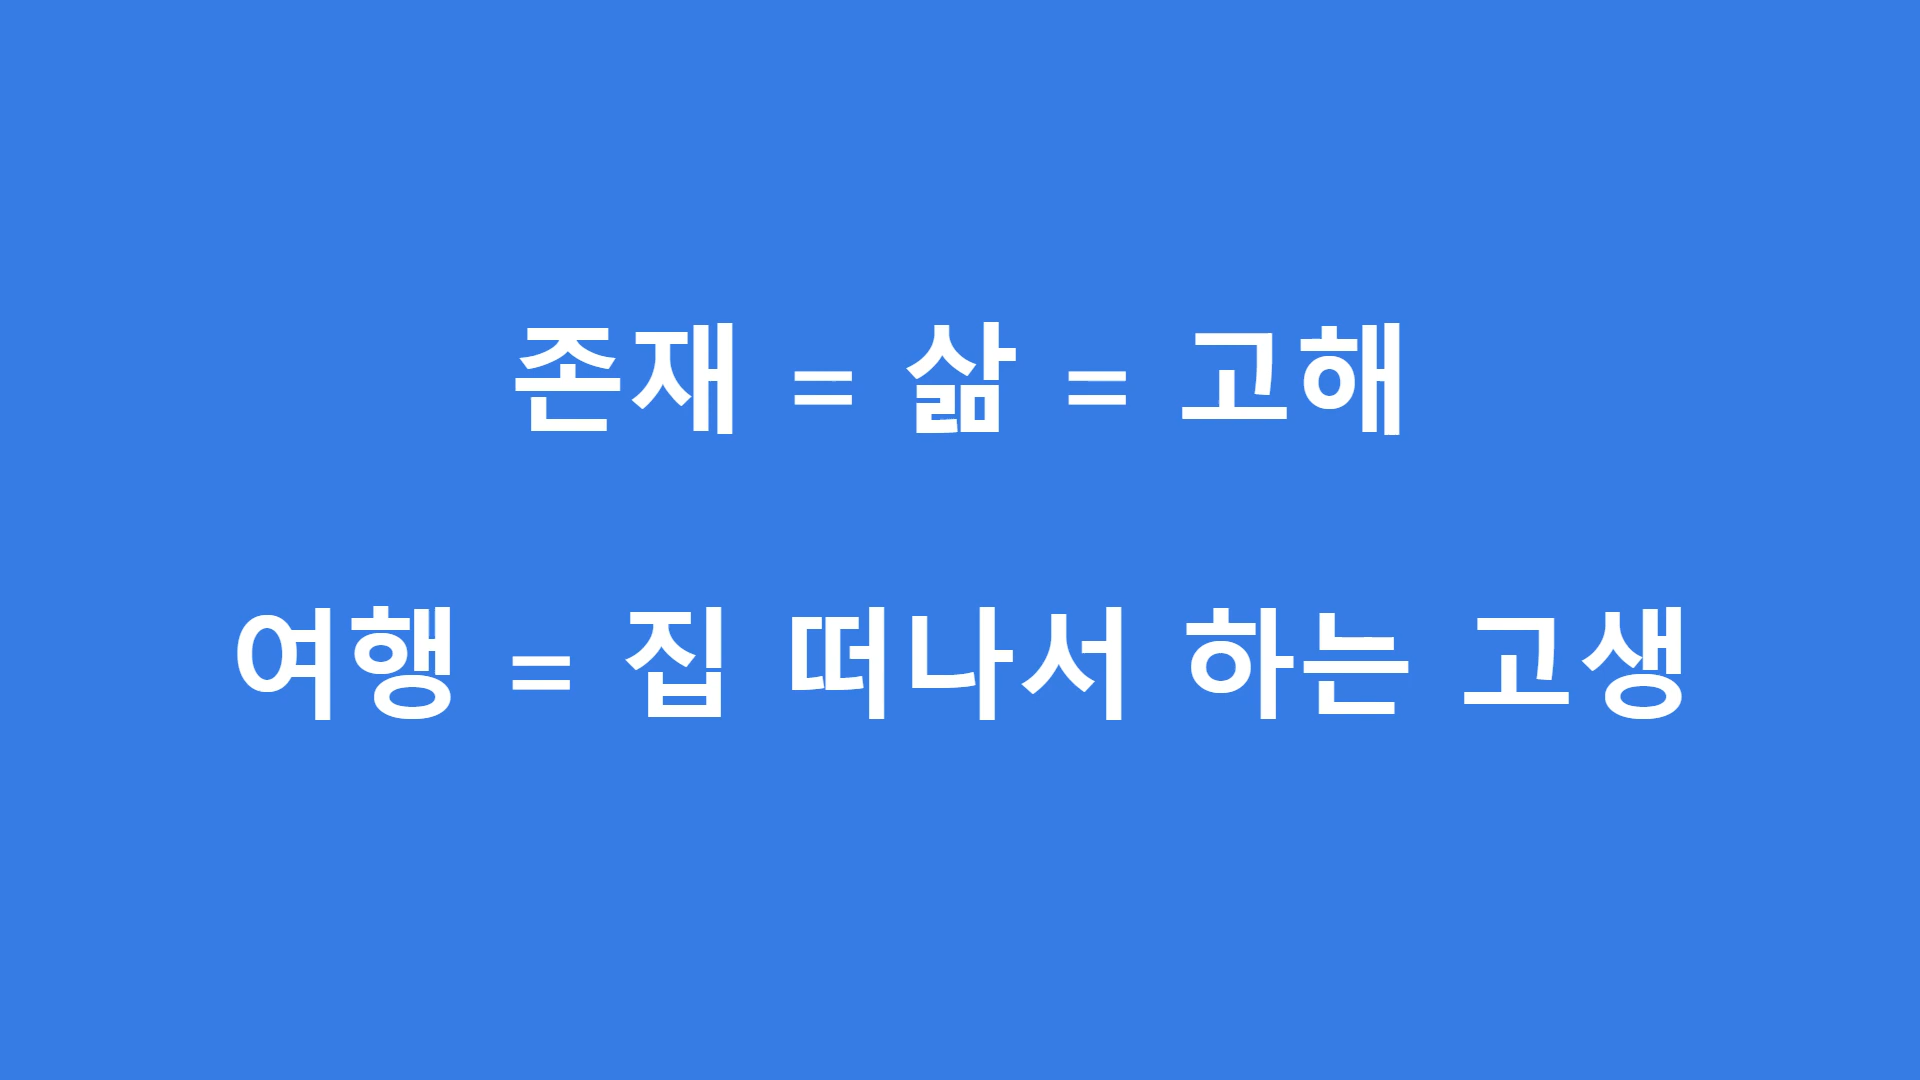 존재 = 삶 = 고해
여행 = 집 떠나서 하는 고생